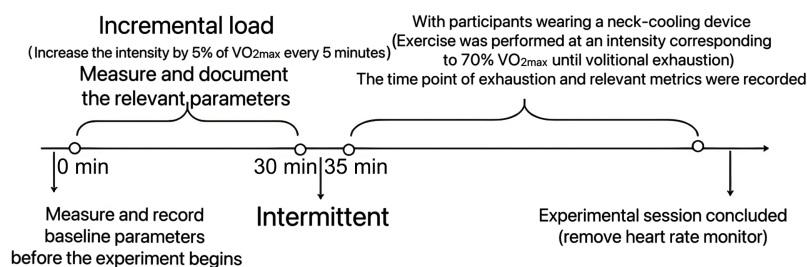 Incremental load
(Increase the intensity by 5% of VO2max every 5 minutes)
Measure and document
the relevant parameters
With participants wearing a neck-cooling device
(Exercise was performed at an intensity corresponding
to 70% VO2max until volitional exhaustion)
The time point of exhaustion and relevant metrics were recorded
0 min
30 min
35 min
Measure and record
baseline parameters
before the experiment begins
Intermittent
Experimental session concluded
(remove heart rate monitor)